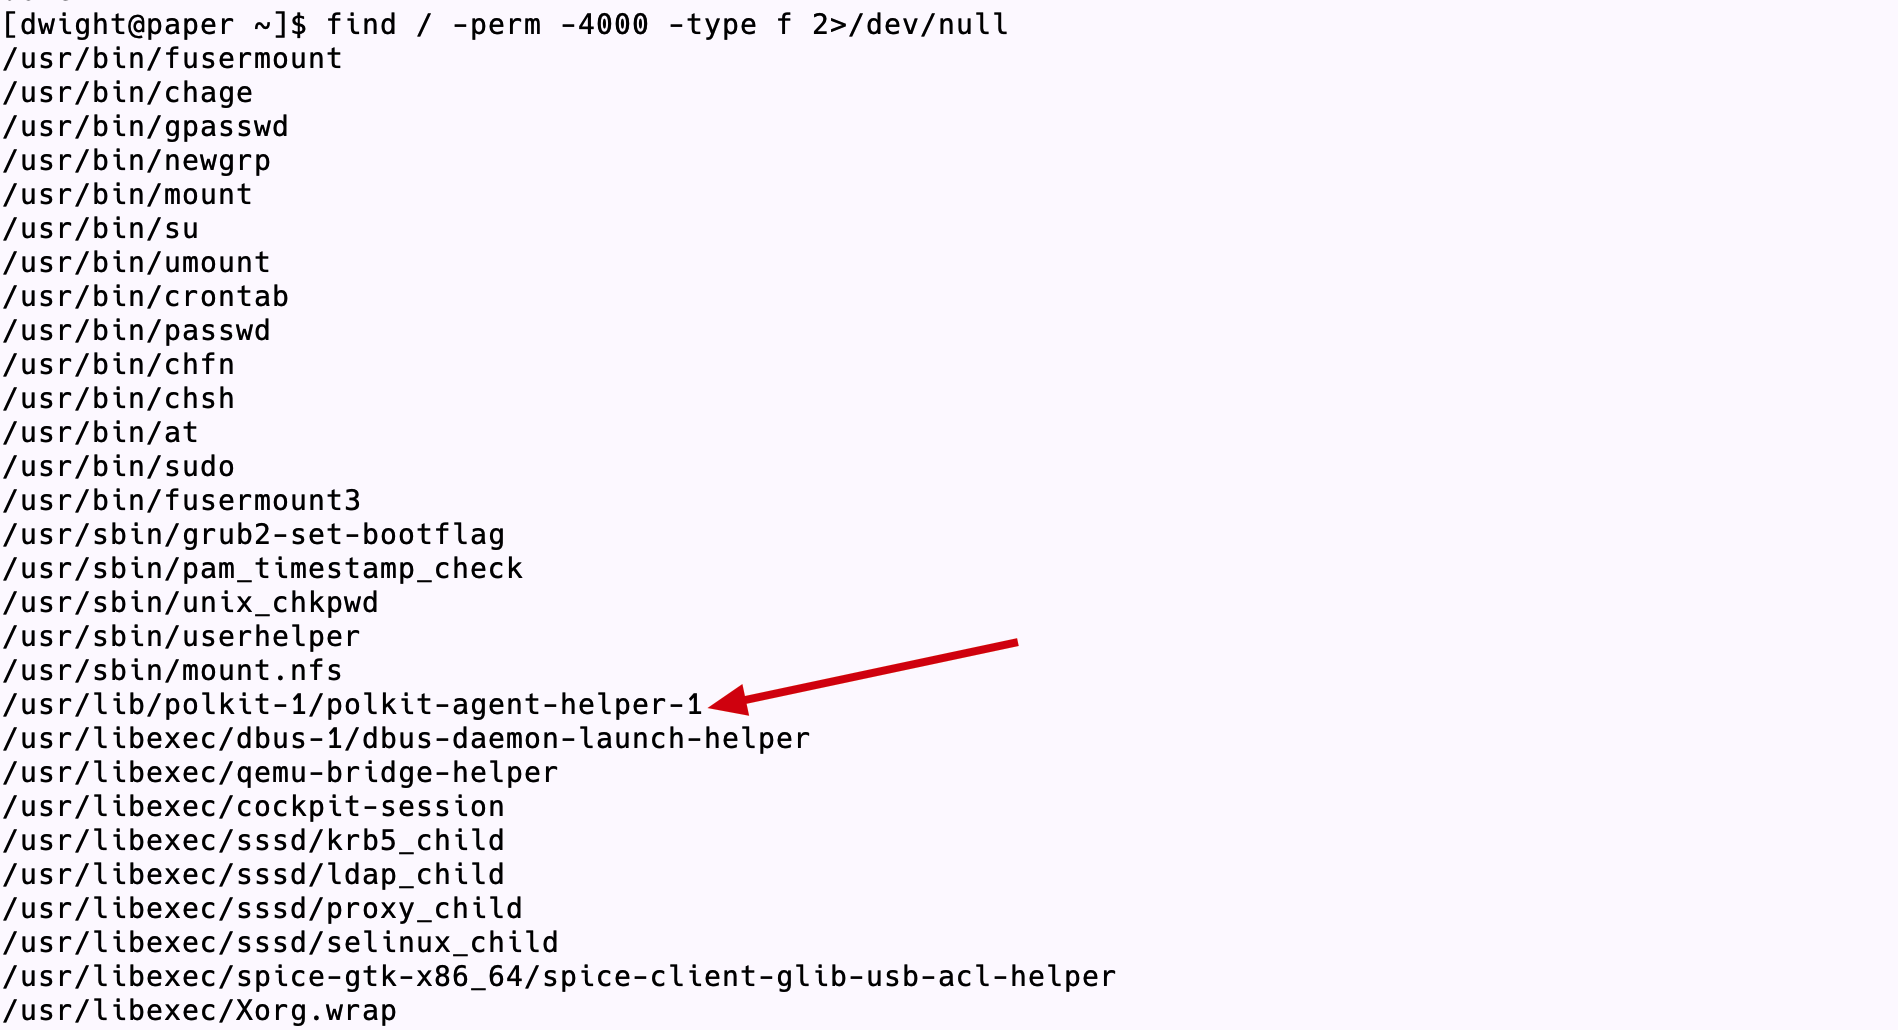 [dwight@paper ~]$ find / -perm -4000 -type f 2>/dev/null
/usr/bin/fusermount
/usr/bin/chage
/usr/bin/gpasswd
/usr/bin/newgrp
/usr/bin/mount
/usr/bin/su
/usr/bin/umount
/usr/bin/crontab
/usr/bin/passwd
/usr/bin/chfn
/usr/bin/chsh
/usr/bin/at
/usr/bin/sudo
/usr/bin/fusermount3
/usr/sbin/grub2-set-bootflag
/usr/sbin/pam_timestamp_check
/usr/sbin/unix_chkpwd
/usr/sbin/userhelper
/usr/sbin/mount.nfs
/usr/lib/polkit-1/polkit-agent-helper-1
/usr/libexec/dbus-1/dbus-daemon-launch-helper
/usr/libexec/qemu-bridge-helper
/usr/libexec/cockpit-session
/usr/libexec/sssd/krb5_child
/usr/libexec/sssd/ldap_child
/usr/libexec/sssd/proxy_child
/usr/libexec/sssd/selinux_child
/usr/libexec/spice-gtk-x86_64/spice-client-glib-usb-acl-helper
/usr/libexec/Xorg.wrap